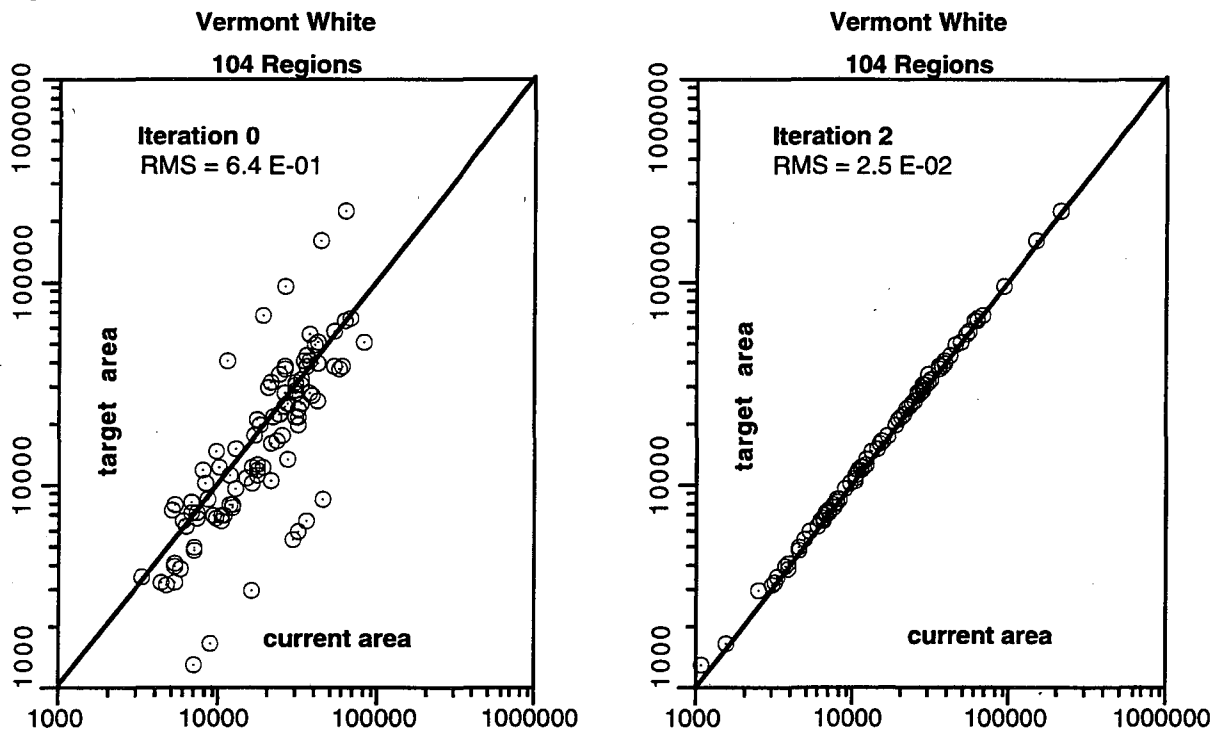 Vermont White
104 Regions
Iteration 0
RMS = 6.4 E-01
target area
current area
1000000
100000
10000
1000
1000
10000
100000
1000000
Vermont White
104 Regions
Iteration 2
RMS = 2.5 E-02
target area
current area
1000000
100000
10000
1000
1000
10000
100000
1000000